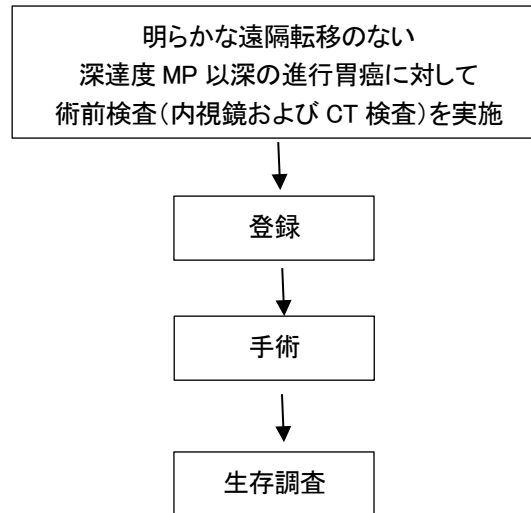 明らかな遠隔転移のない
深達度 MP 以深の進行胃癌に対して
術前検査（内視鏡および CT 検査）を実施
登録
手術
生存調査